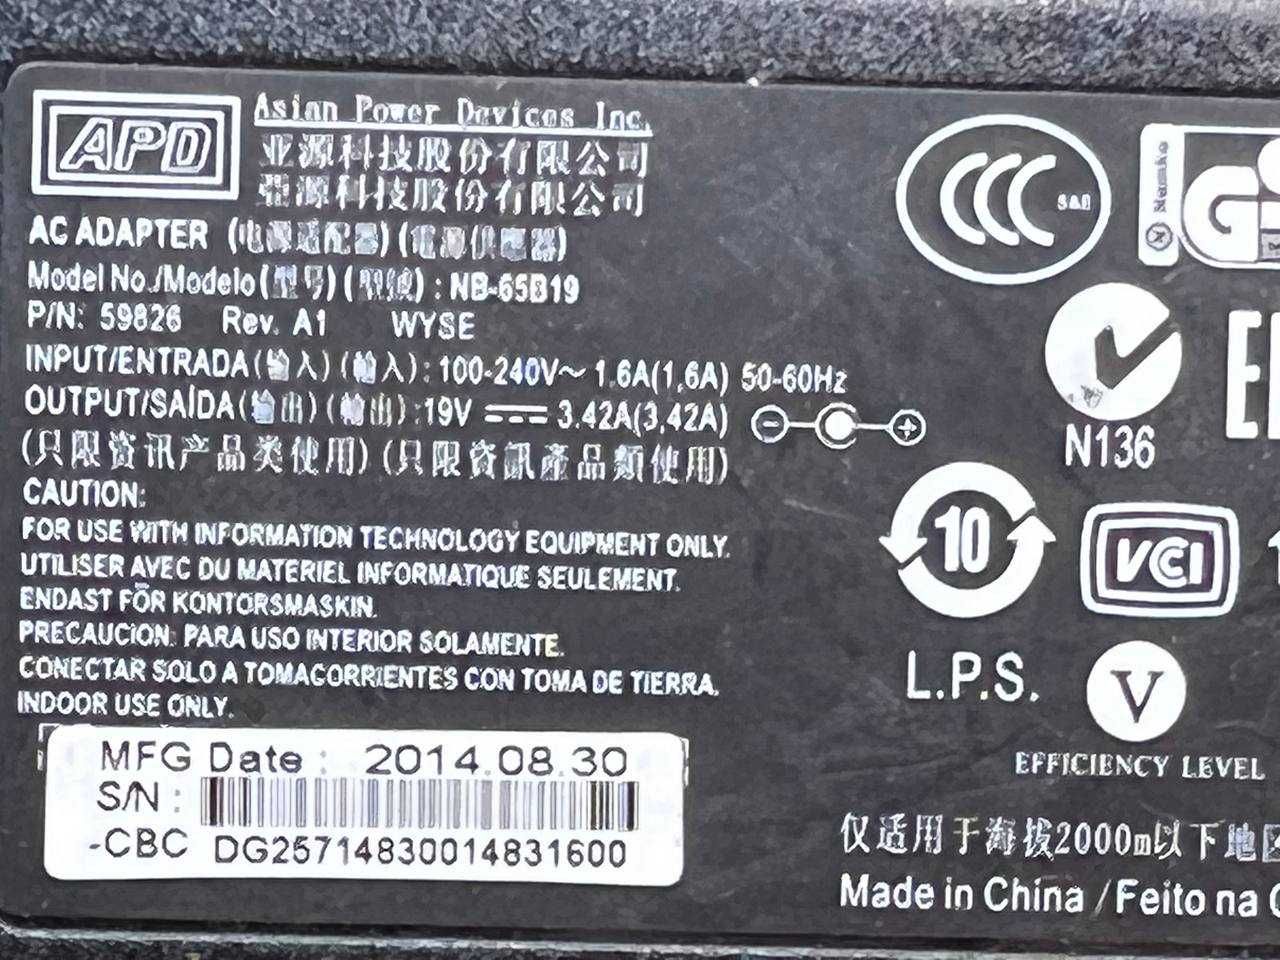 APD
Asian Power Devices Inc.
亚源科技股份有限公司
亞源科技股份有限公司
AC ADAPTER (电源适配器) (電源供應器)
Model No./Modelo (型号) (型號) : NB-65B19
P/N: 59826 Rev. A1 WYSE
INPUT/ENTRADA (输入) (輸入) : 100-240V~ 1.6A(1,6A) 50-60Hz
OUTPUT/SAÍDA (输出) (輸出) :19V ⎓ 3.42A(3,42A)
(只限资讯产品类使用) (只限資訊產品類使用)
CAUTION:
FOR USE WITH INFORMATION TECHNOLOGY EQUIPMENT ONLY.
UTILISER AVEC DU MATERIEL INFORMATIQUE SEULEMENT.
ENDAST FÖR KONTORSMASKIN.
PRECAUCION: PARA USO INTERIOR SOLAMENTE.
CONECTAR SOLO A TOMACORRIENTES CON TOMA DE TIERRA.
INDOOR USE ONLY.
MFG Date : 2014.08.30
S/N :
-CBC DG25714830014831600
CCC
S&E
Nemko
GS
N136
10
VCI
L.P.S.
V
EFFICIENCY LEVEL
仅适用于海拔2000m以下地
Made in China / Feito na